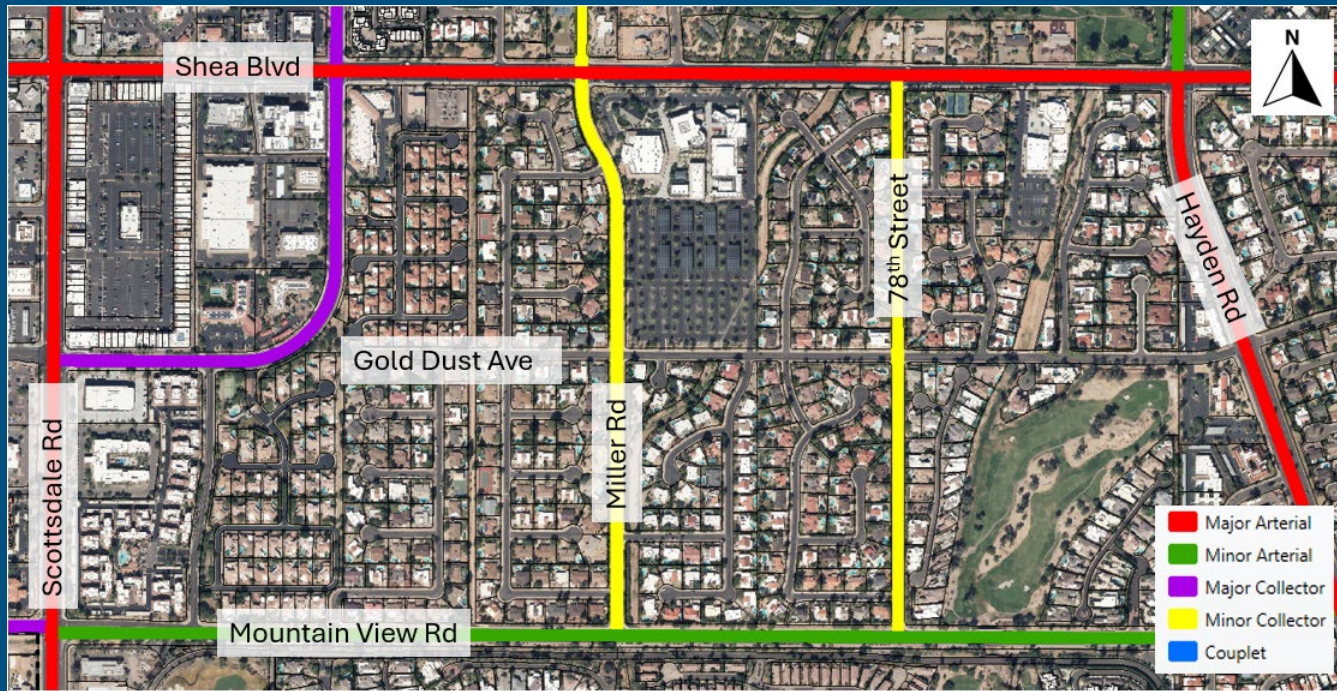 Shea Blvd
N
Hayden Rd
78th Street
Gold Dust Ave
Scottsdale Rd
Miller Rd
Mountain View Rd
Major Arterial
Minor Arterial
Major Collector
Minor Collector
Couplet